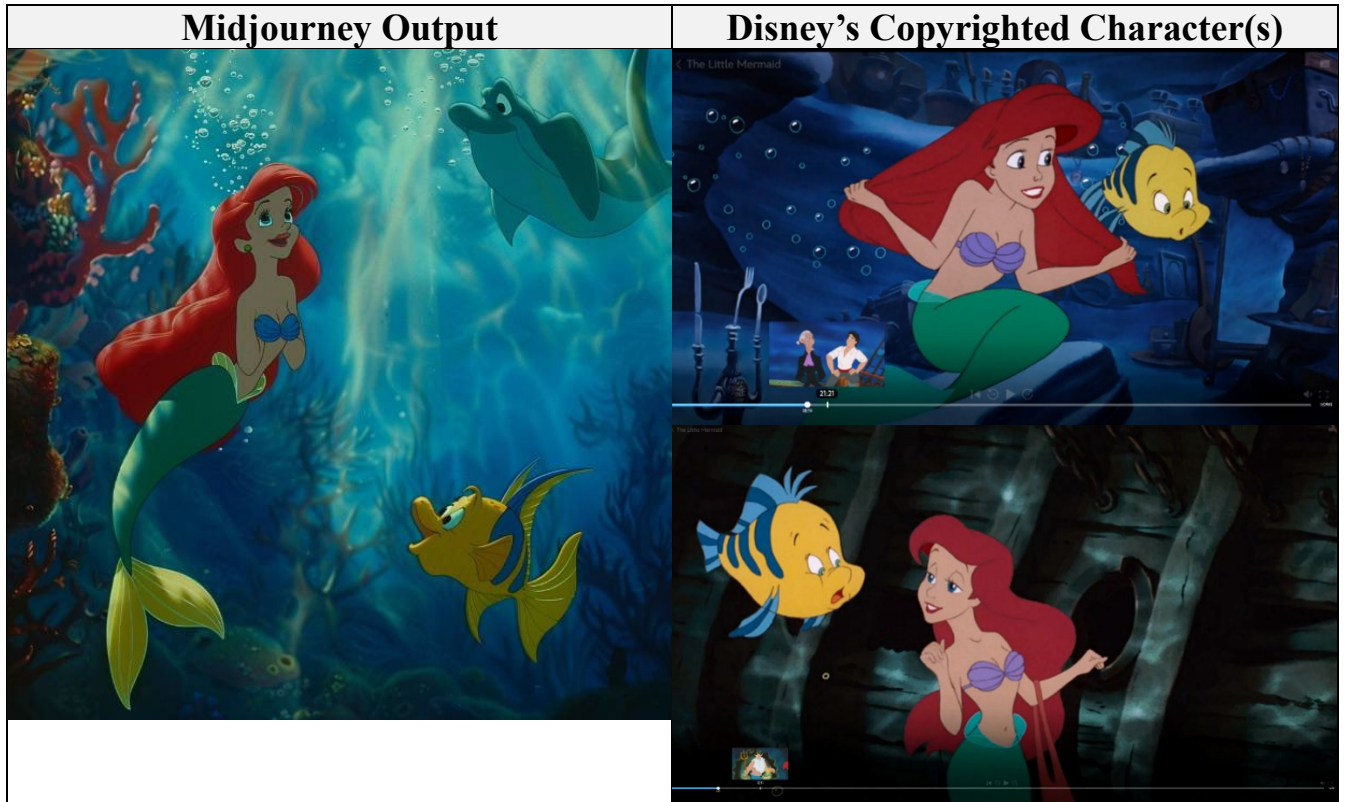 Midjourney Output
Disney’s Copyrighted Character(s)
The Little Mermaid
21:21
The Little Mermaid